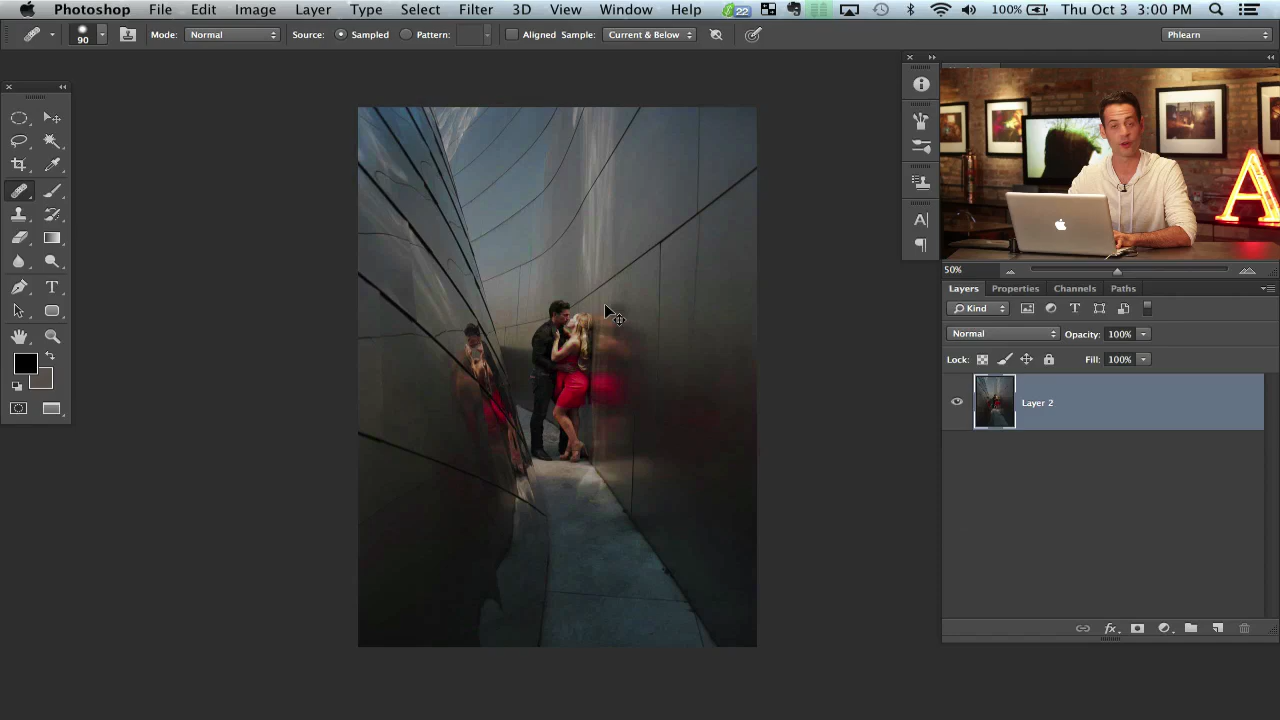 Photoshop File Edit Image Layer Type Select Filter 3D View Window Help 22 100% Thu Oct 3 3:00 PM
90 Mode: Normal Source: Sampled Pattern: Aligned Sample: Current & Below Phlearn
A
50%
Layers Properties Channels Paths
Kind
Normal Opacity: 100%
Lock: Fill: 100%
Layer 2
fx